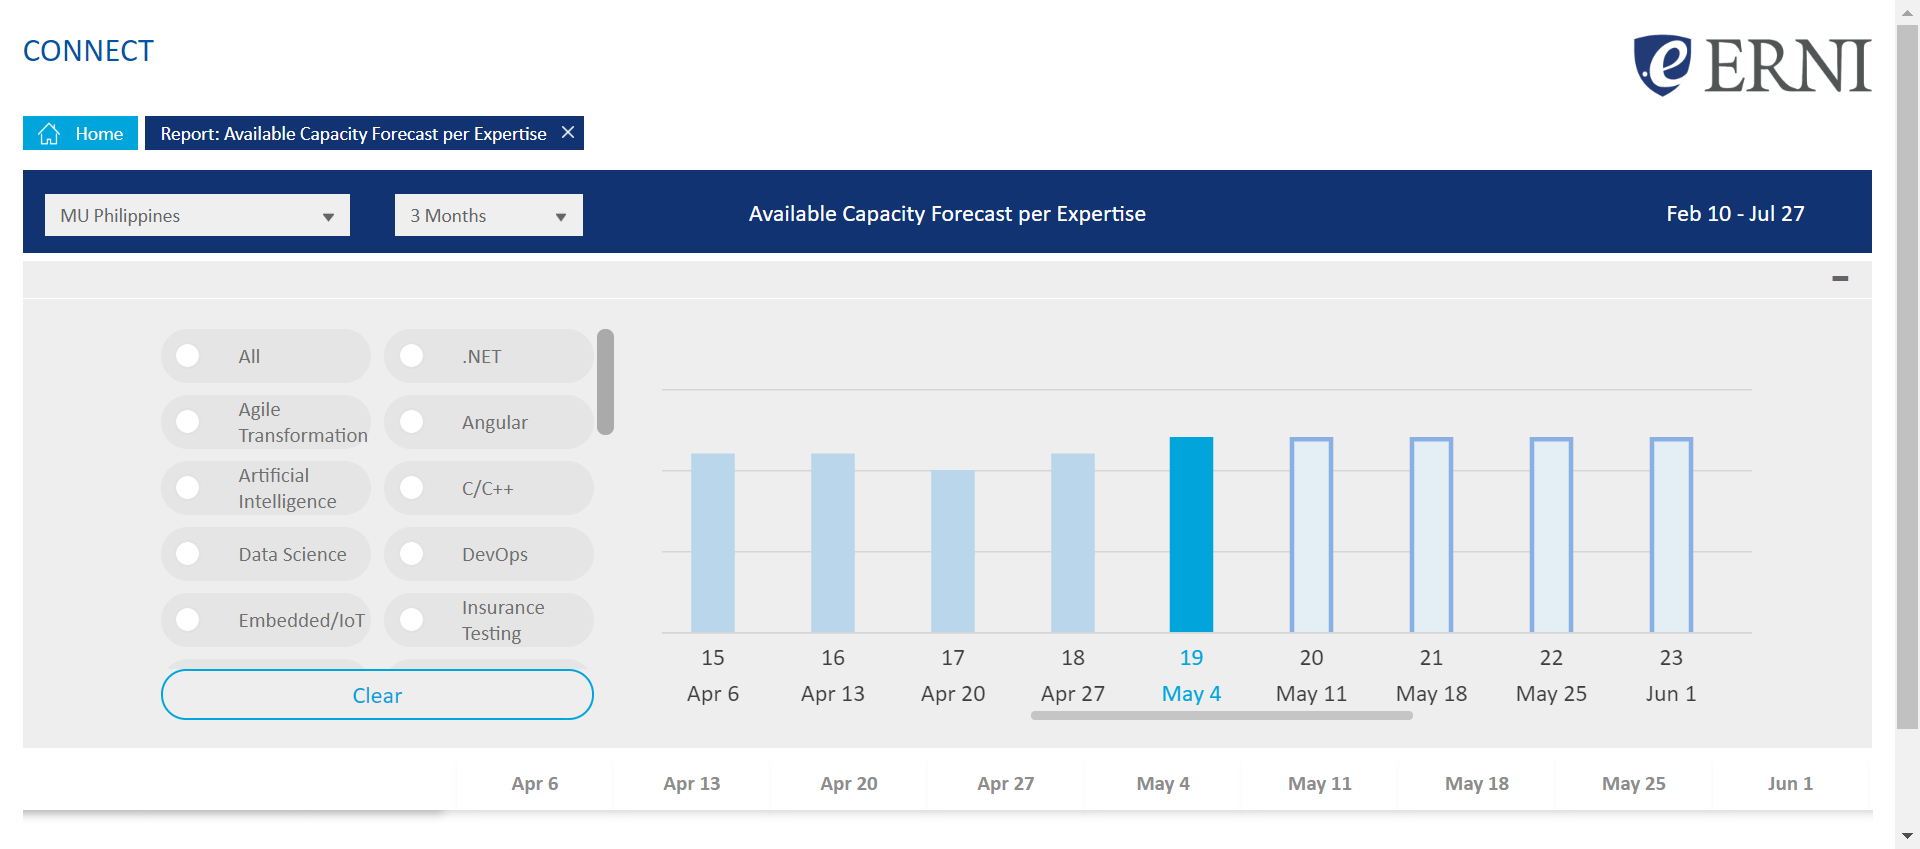 CONNECT
e ERNI
Home
Report: Available Capacity Forecast per Expertise
MU Philippines
3 Months
Available Capacity Forecast per Expertise
Feb 10 - Jul 27
All
.NET
Agile
Transformation
Angular
Artificial
Intelligence
C/C++
Data Science
DevOps
Embedded/IoT
Insurance
Testing
Clear
15 16 17 18 19 20 21 22 23
Apr 6 Apr 13 Apr 20 Apr 27 May 4 May 11 May 18 May 25 Jun 1
Apr 6 Apr 13 Apr 20 Apr 27 May 4 May 11 May 18 May 25 Jun 1